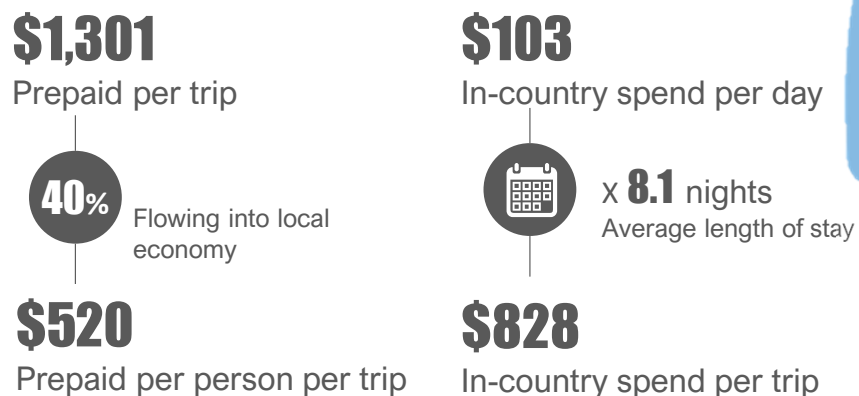 $1,301
Prepaid per trip
40%
Flowing into local
economy
$520
Prepaid per person per trip
$103
In-country spend per day
x 8.1 nights
Average length of stay
$828
In-country spend per trip